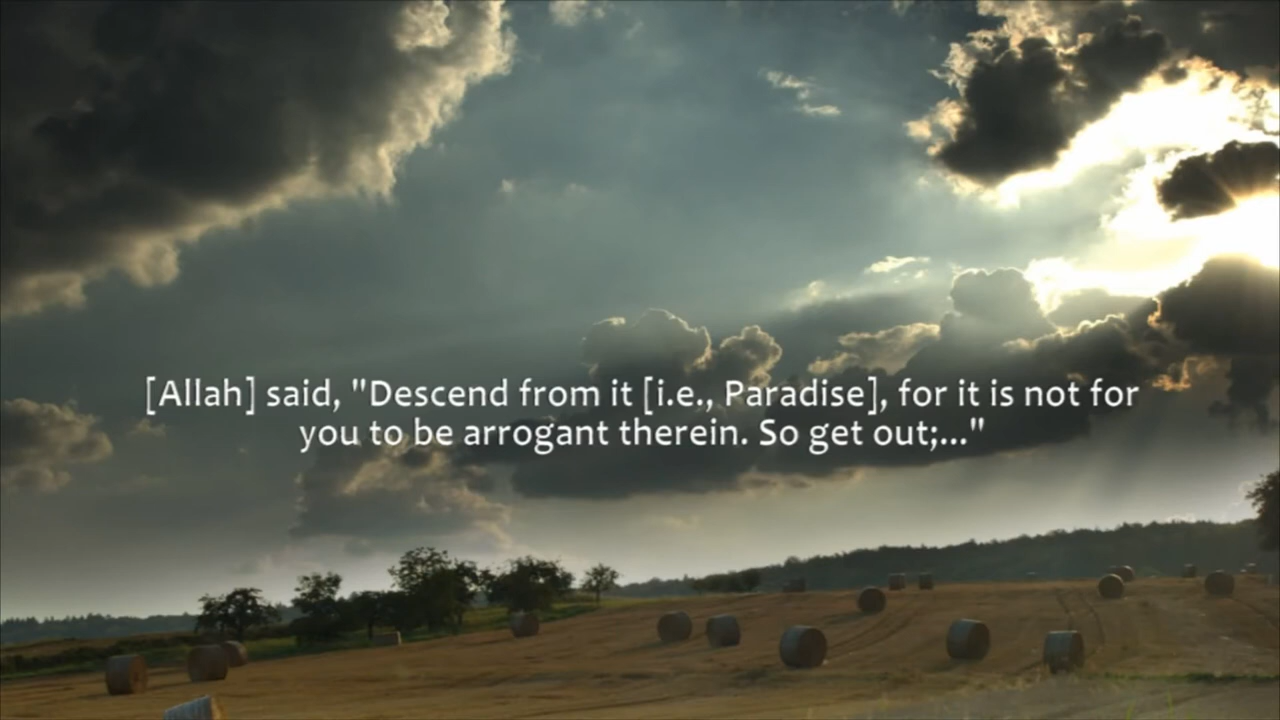 [Allah] said, "Descend from it [i.e., Paradise], for it is not for
you to be arrogant therein. So get out;..."